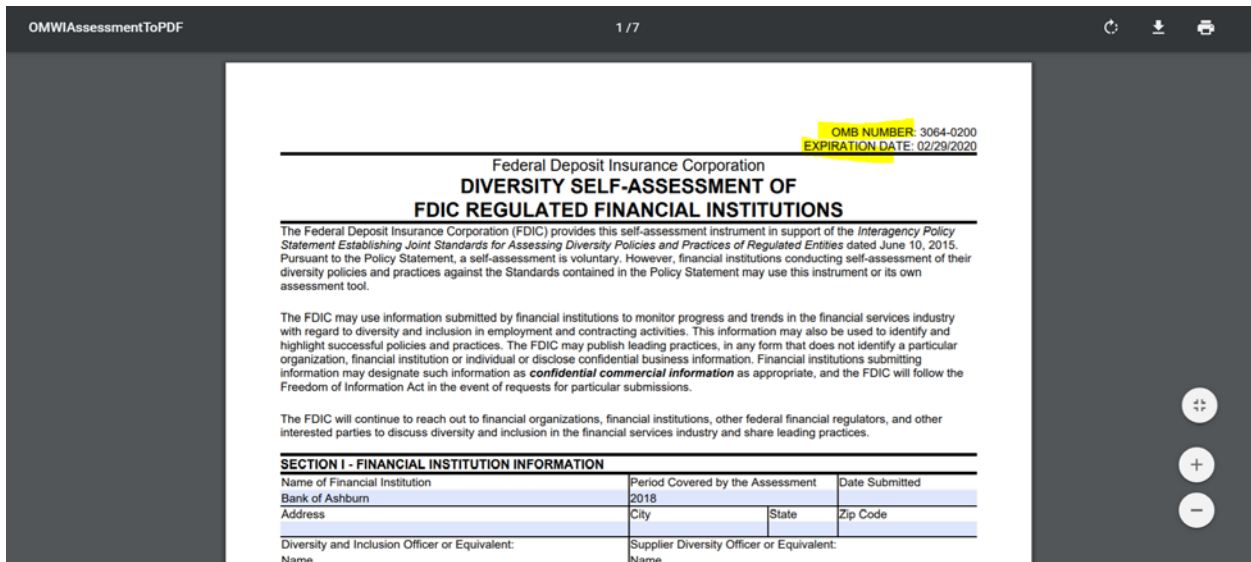 OMWIAssessmentToPDF
1 / 7
OMB NUMBER: 3064-0200
EXPIRATION DATE: 02/29/2020
Federal Deposit Insurance Corporation
DIVERSITY SELF-ASSESSMENT OF
FDIC REGULATED FINANCIAL INSTITUTIONS
The Federal Deposit Insurance Corporation (FDIC) provides this self-assessment instrument in support of the Interagency Policy
Statement Establishing Joint Standards for Assessing Diversity Policies and Practices of Regulated Entities dated June 10, 2015.
Pursuant to the Policy Statement, a self-assessment is voluntary. However, financial institutions conducting self-assessment of their
diversity policies and practices against the Standards contained in the Policy Statement may use this instrument or its own
assessment tool.
The FDIC may use information submitted by financial institutions to monitor progress and trends in the financial services industry
with regard to diversity and inclusion in employment and contracting activities. This information may also be used to identify and
highlight successful policies and practices. The FDIC may publish leading practices, in any form that does not identify a particular
organization, financial institution or individual or disclose confidential business information. Financial institutions submitting
information may designate such information as confidential commercial information as appropriate, and the FDIC will follow the
Freedom of Information Act in the event of requests for particular submissions.
The FDIC will continue to reach out to financial organizations, financial institutions, other federal financial regulators, and other
interested parties to discuss diversity and inclusion in the financial services industry and share leading practices.
SECTION I - FINANCIAL INSTITUTION INFORMATION
Name of Financial Institution Period Covered by the Assessment Date Submitted
Bank of Ashburn 2018
Address City State Zip Code
Diversity and Inclusion Officer or Equivalent: Supplier Diversity Officer or Equivalent:
Name Name